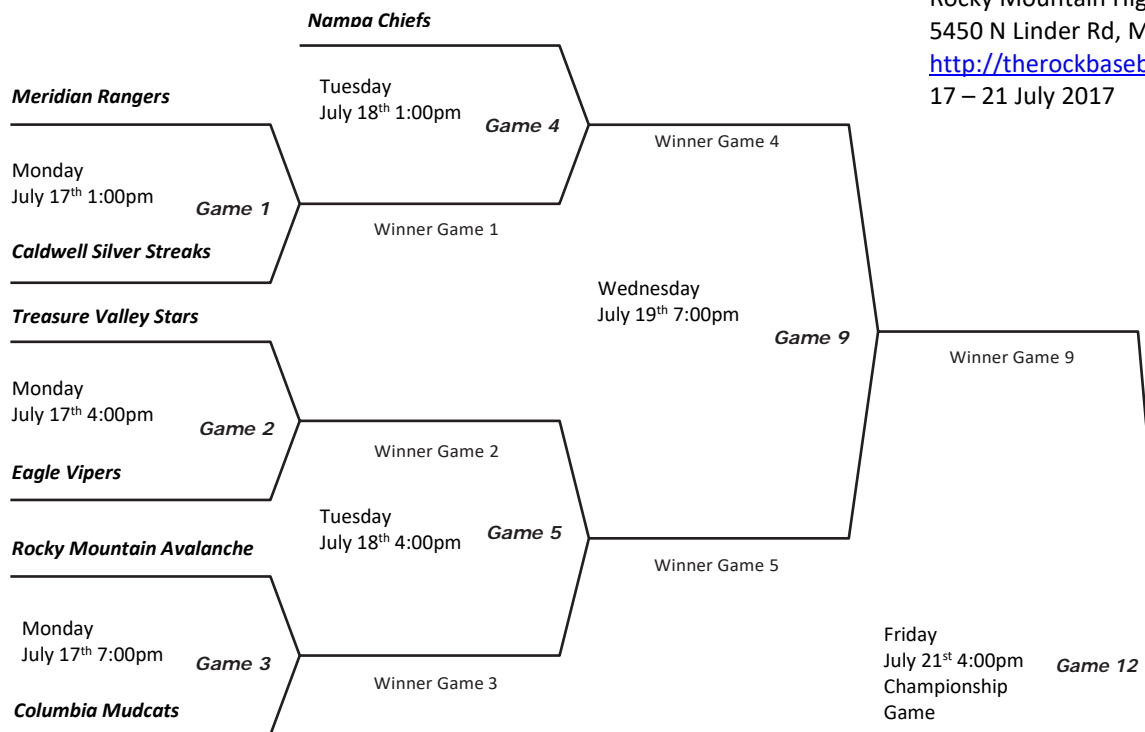 Rocky Mountain Hig
5450 N Linder Rd, M
http://therockbaseb
17 – 21 July 2017
Nampa Chiefs
Tuesday
July 18th 1:00pm
Game 4
Meridian Rangers
Winner Game 4
Monday
July 17th 1:00pm
Game 1
Winner Game 1
Caldwell Silver Streaks
Wednesday
July 19th 7:00pm
Game 9
Treasure Valley Stars
Winner Game 9
Monday
July 17th 4:00pm
Game 2
Winner Game 2
Eagle Vipers
Tuesday
July 18th 4:00pm
Game 5
Rocky Mountain Avalanche
Winner Game 5
Monday
July 17th 7:00pm
Game 3
Winner Game 3
Columbia Mudcats
Friday
July 21st 4:00pm
Championship
Game
Game 12